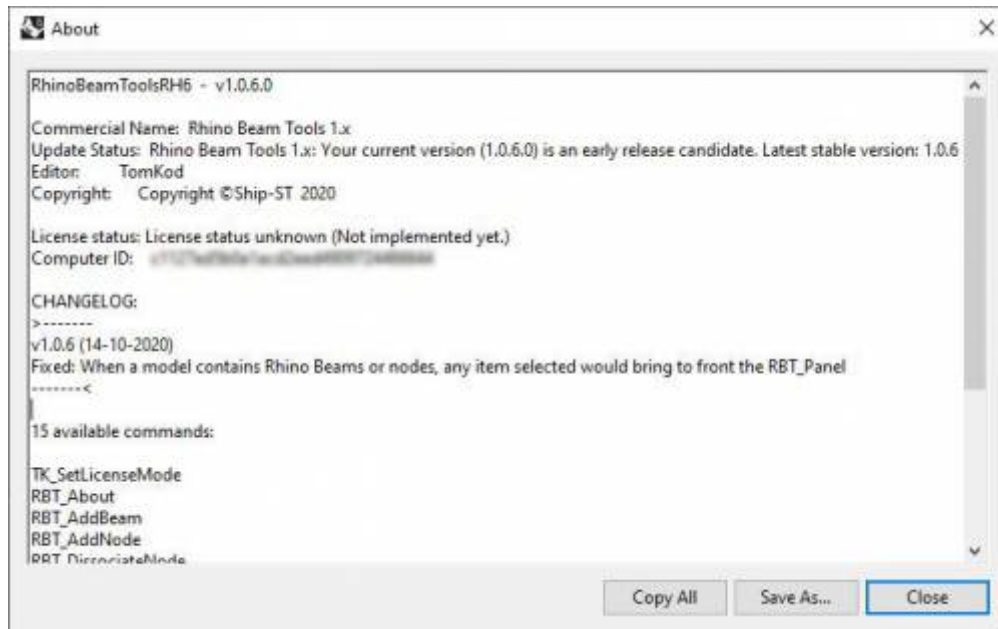 About
RhinoBeamToolsRH6 - v1.0.6.0
Commercial Name: Rhino Beam Tools 1.x
Update Status: Rhino Beam Tools 1.x: Your current version (1.0.6.0) is an early release candidate. Latest stable version: 1.0.6
Editor: TomKod
Copyright: Copyright ©Ship-ST 2020
License status: License status unknown (Not implemented yet.)
Computer ID:
CHANGELOG:
>-------
v1.0.6 (14-10-2020)
Fixed: When a model contains Rhino Beams or nodes, any item selected would bring to front the RBT_Panel
-------<
15 available commands:
TK_SetLicenseMode
RBT_About
RBT_AddBeam
RBT_AddNode
Copy All
Save As...
Close